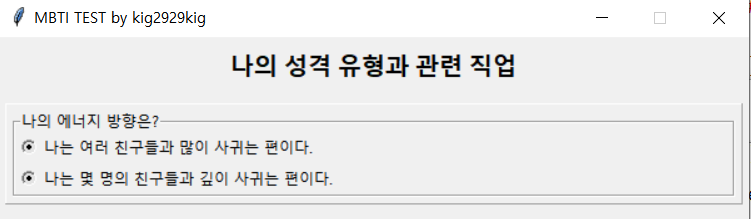 MBTI TEST by kig2929kig
나의 성격 유형과 관련 직업
나의 에너지 방향은?
나는 여러 친구들과 많이 사귀는 편이다.
나는 몇 명의 친구들과 깊이 사귀는 편이다.